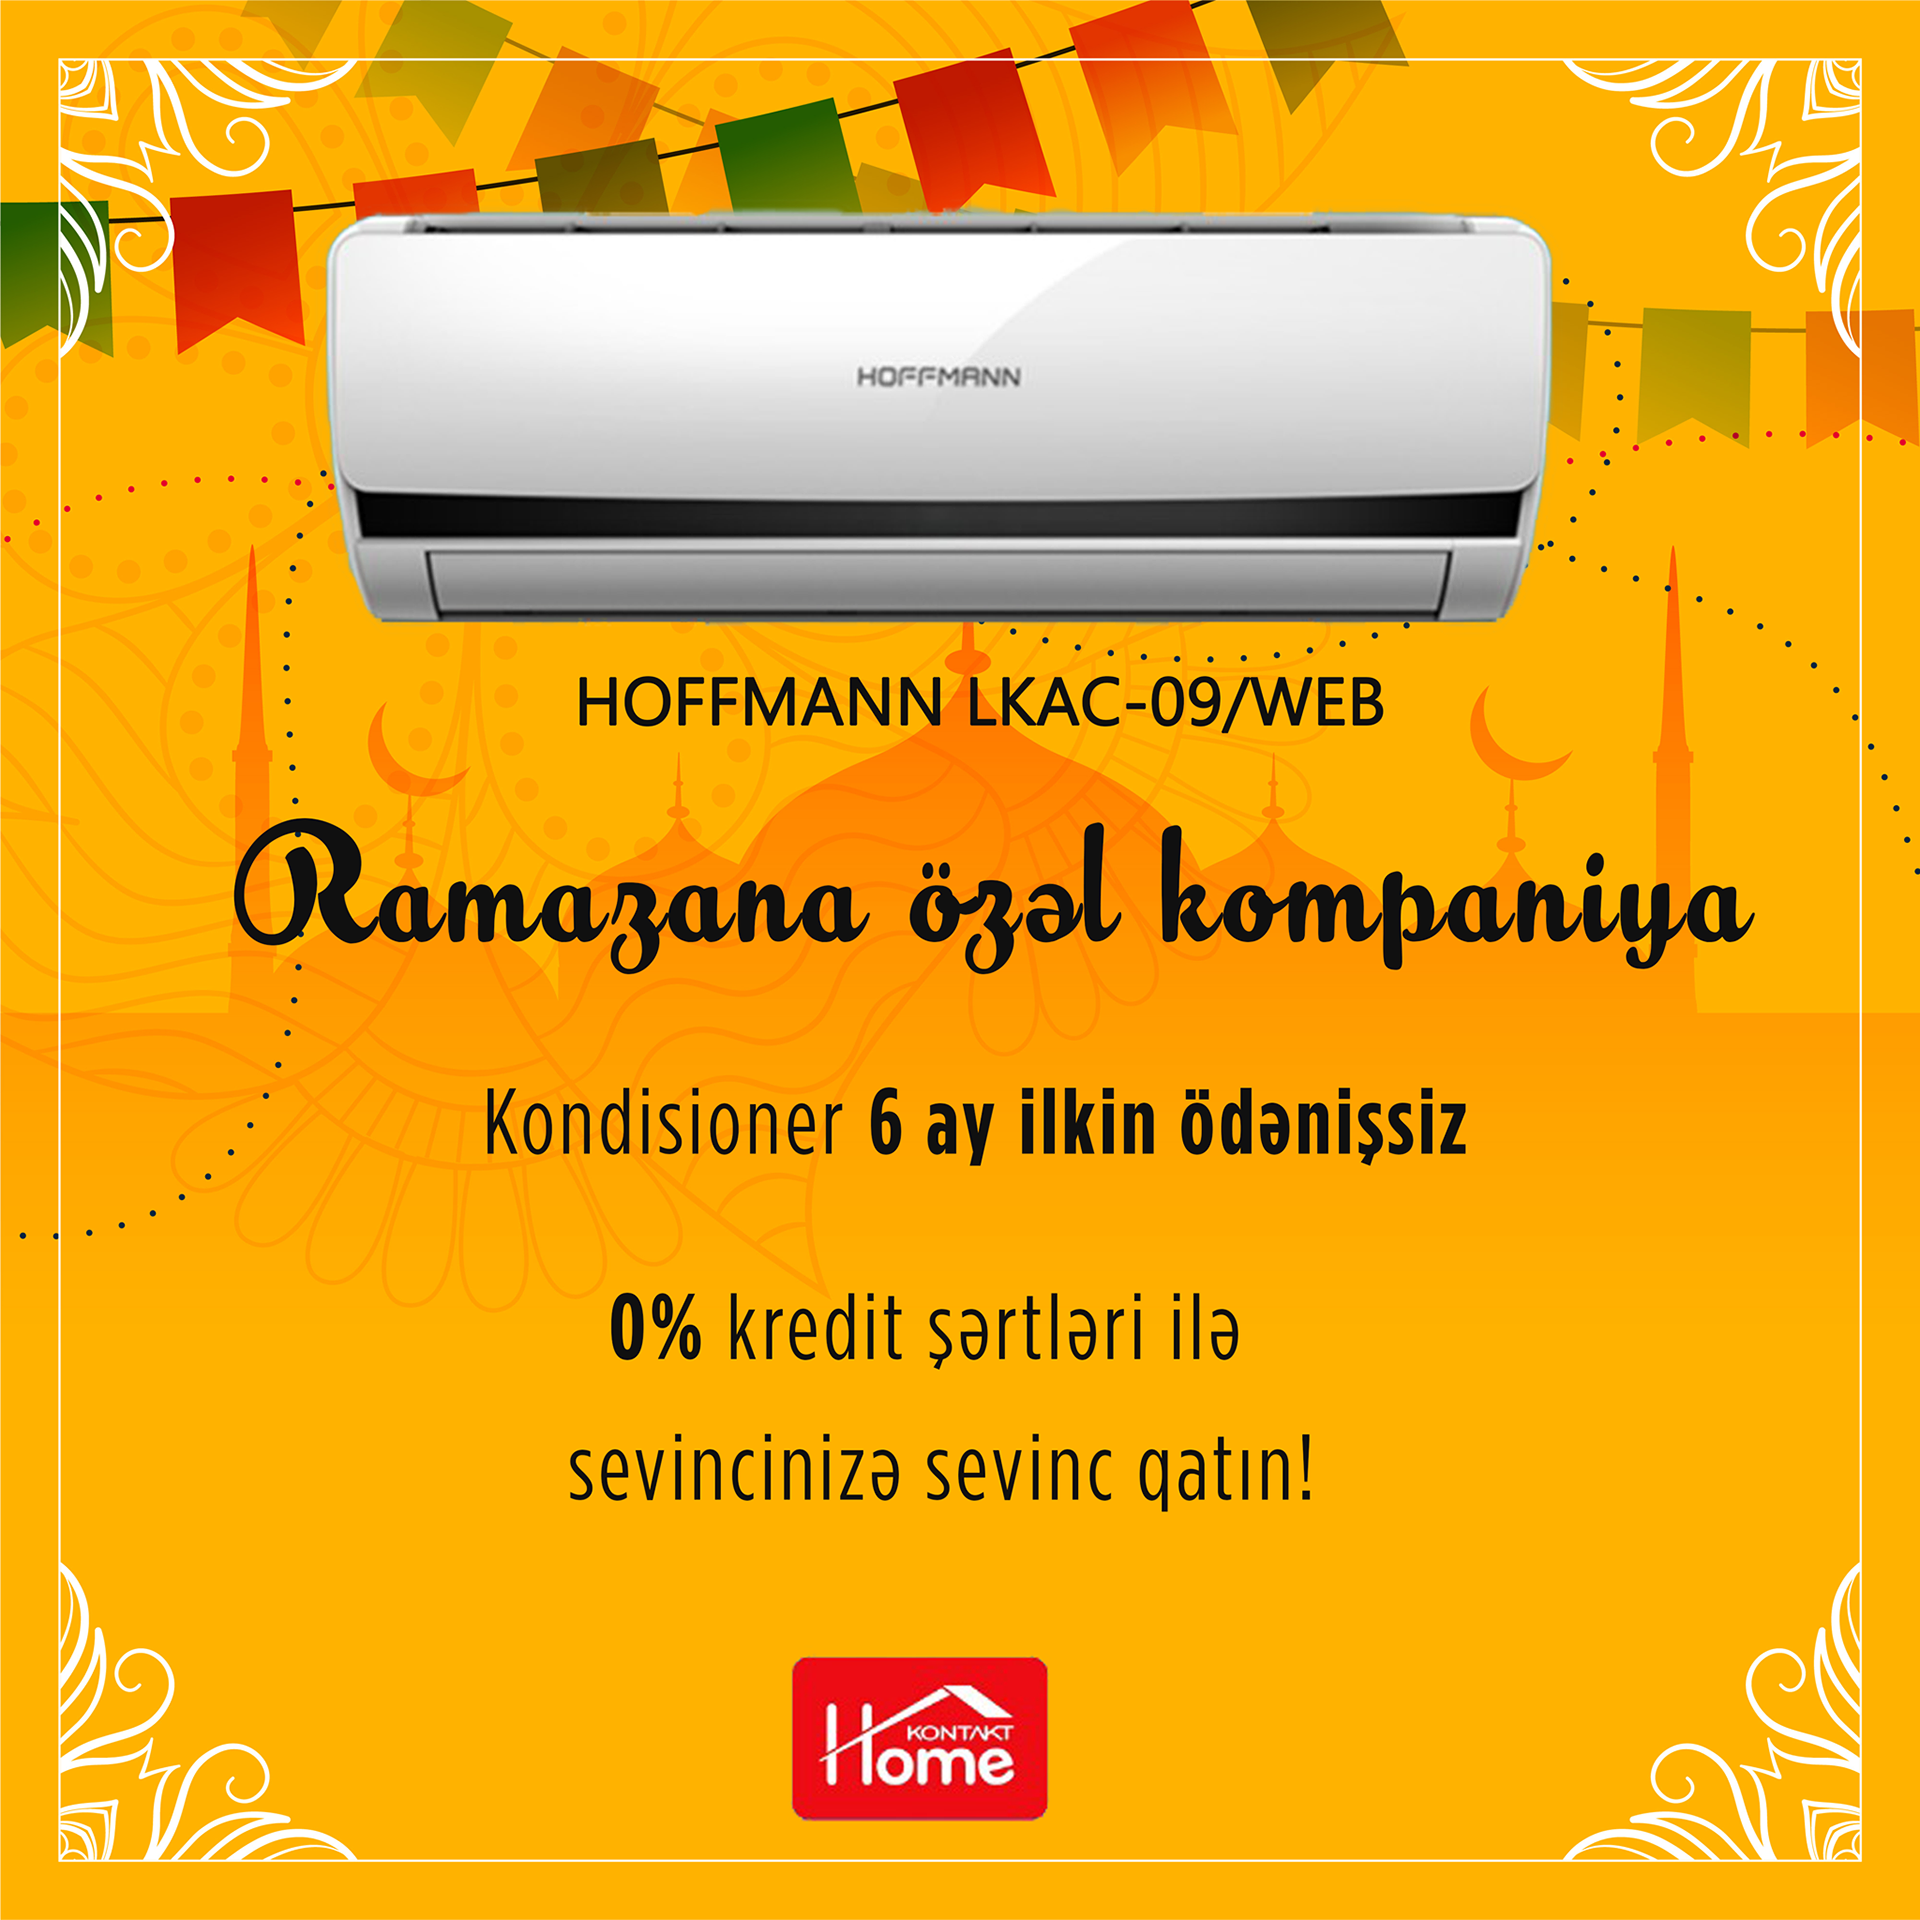 HOFFMANN
HOFFMANN LKAC-09/WEB
Ramazana özəl kompaniya
Kondisioner 6 ay ilkin ödənişsiz
0% kredit şərtləri ilə
sevincinizə sevinc qatın!
KONTAKT
Home